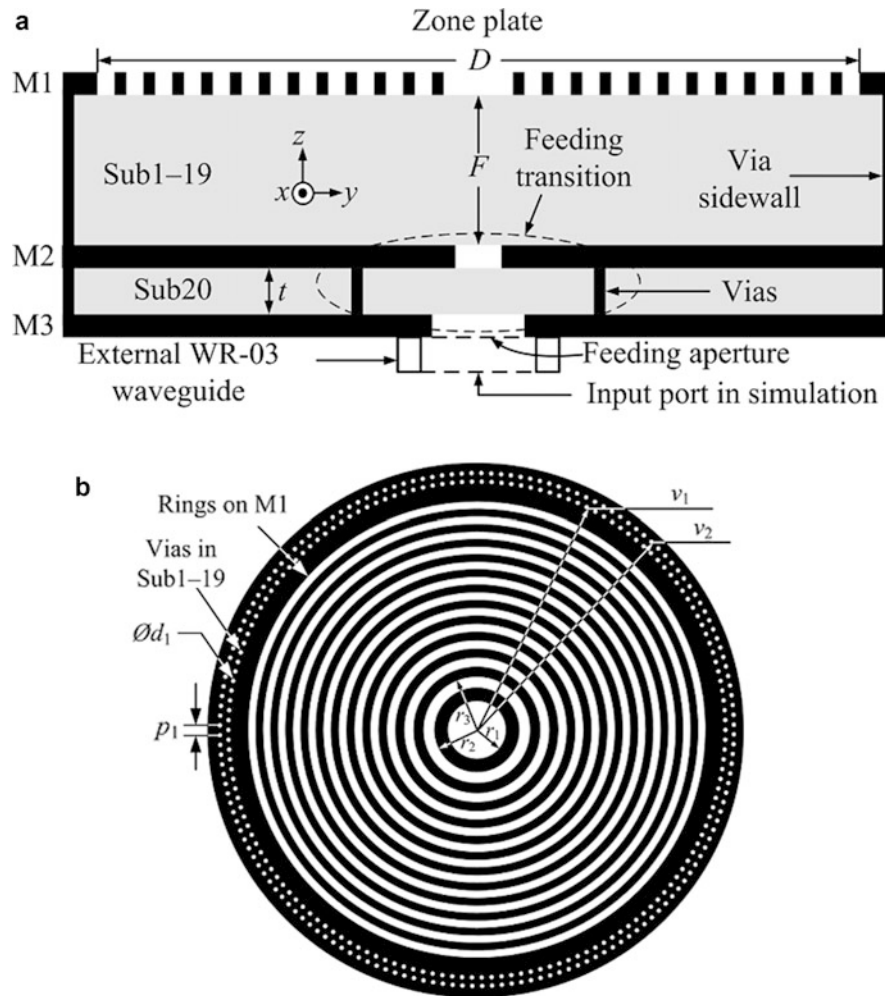 a
Zone plate
D
M1
Sub1–19
z
x
y
F
Feeding
transition
Via
sidewall
M2
Sub20
t
Vias
M3
External WR-03
waveguide
Feeding aperture
Input port in simulation
b
Rings on M1
v1
v2
Vias in
Sub1–19
Ød1
p1
r3
r2
r1